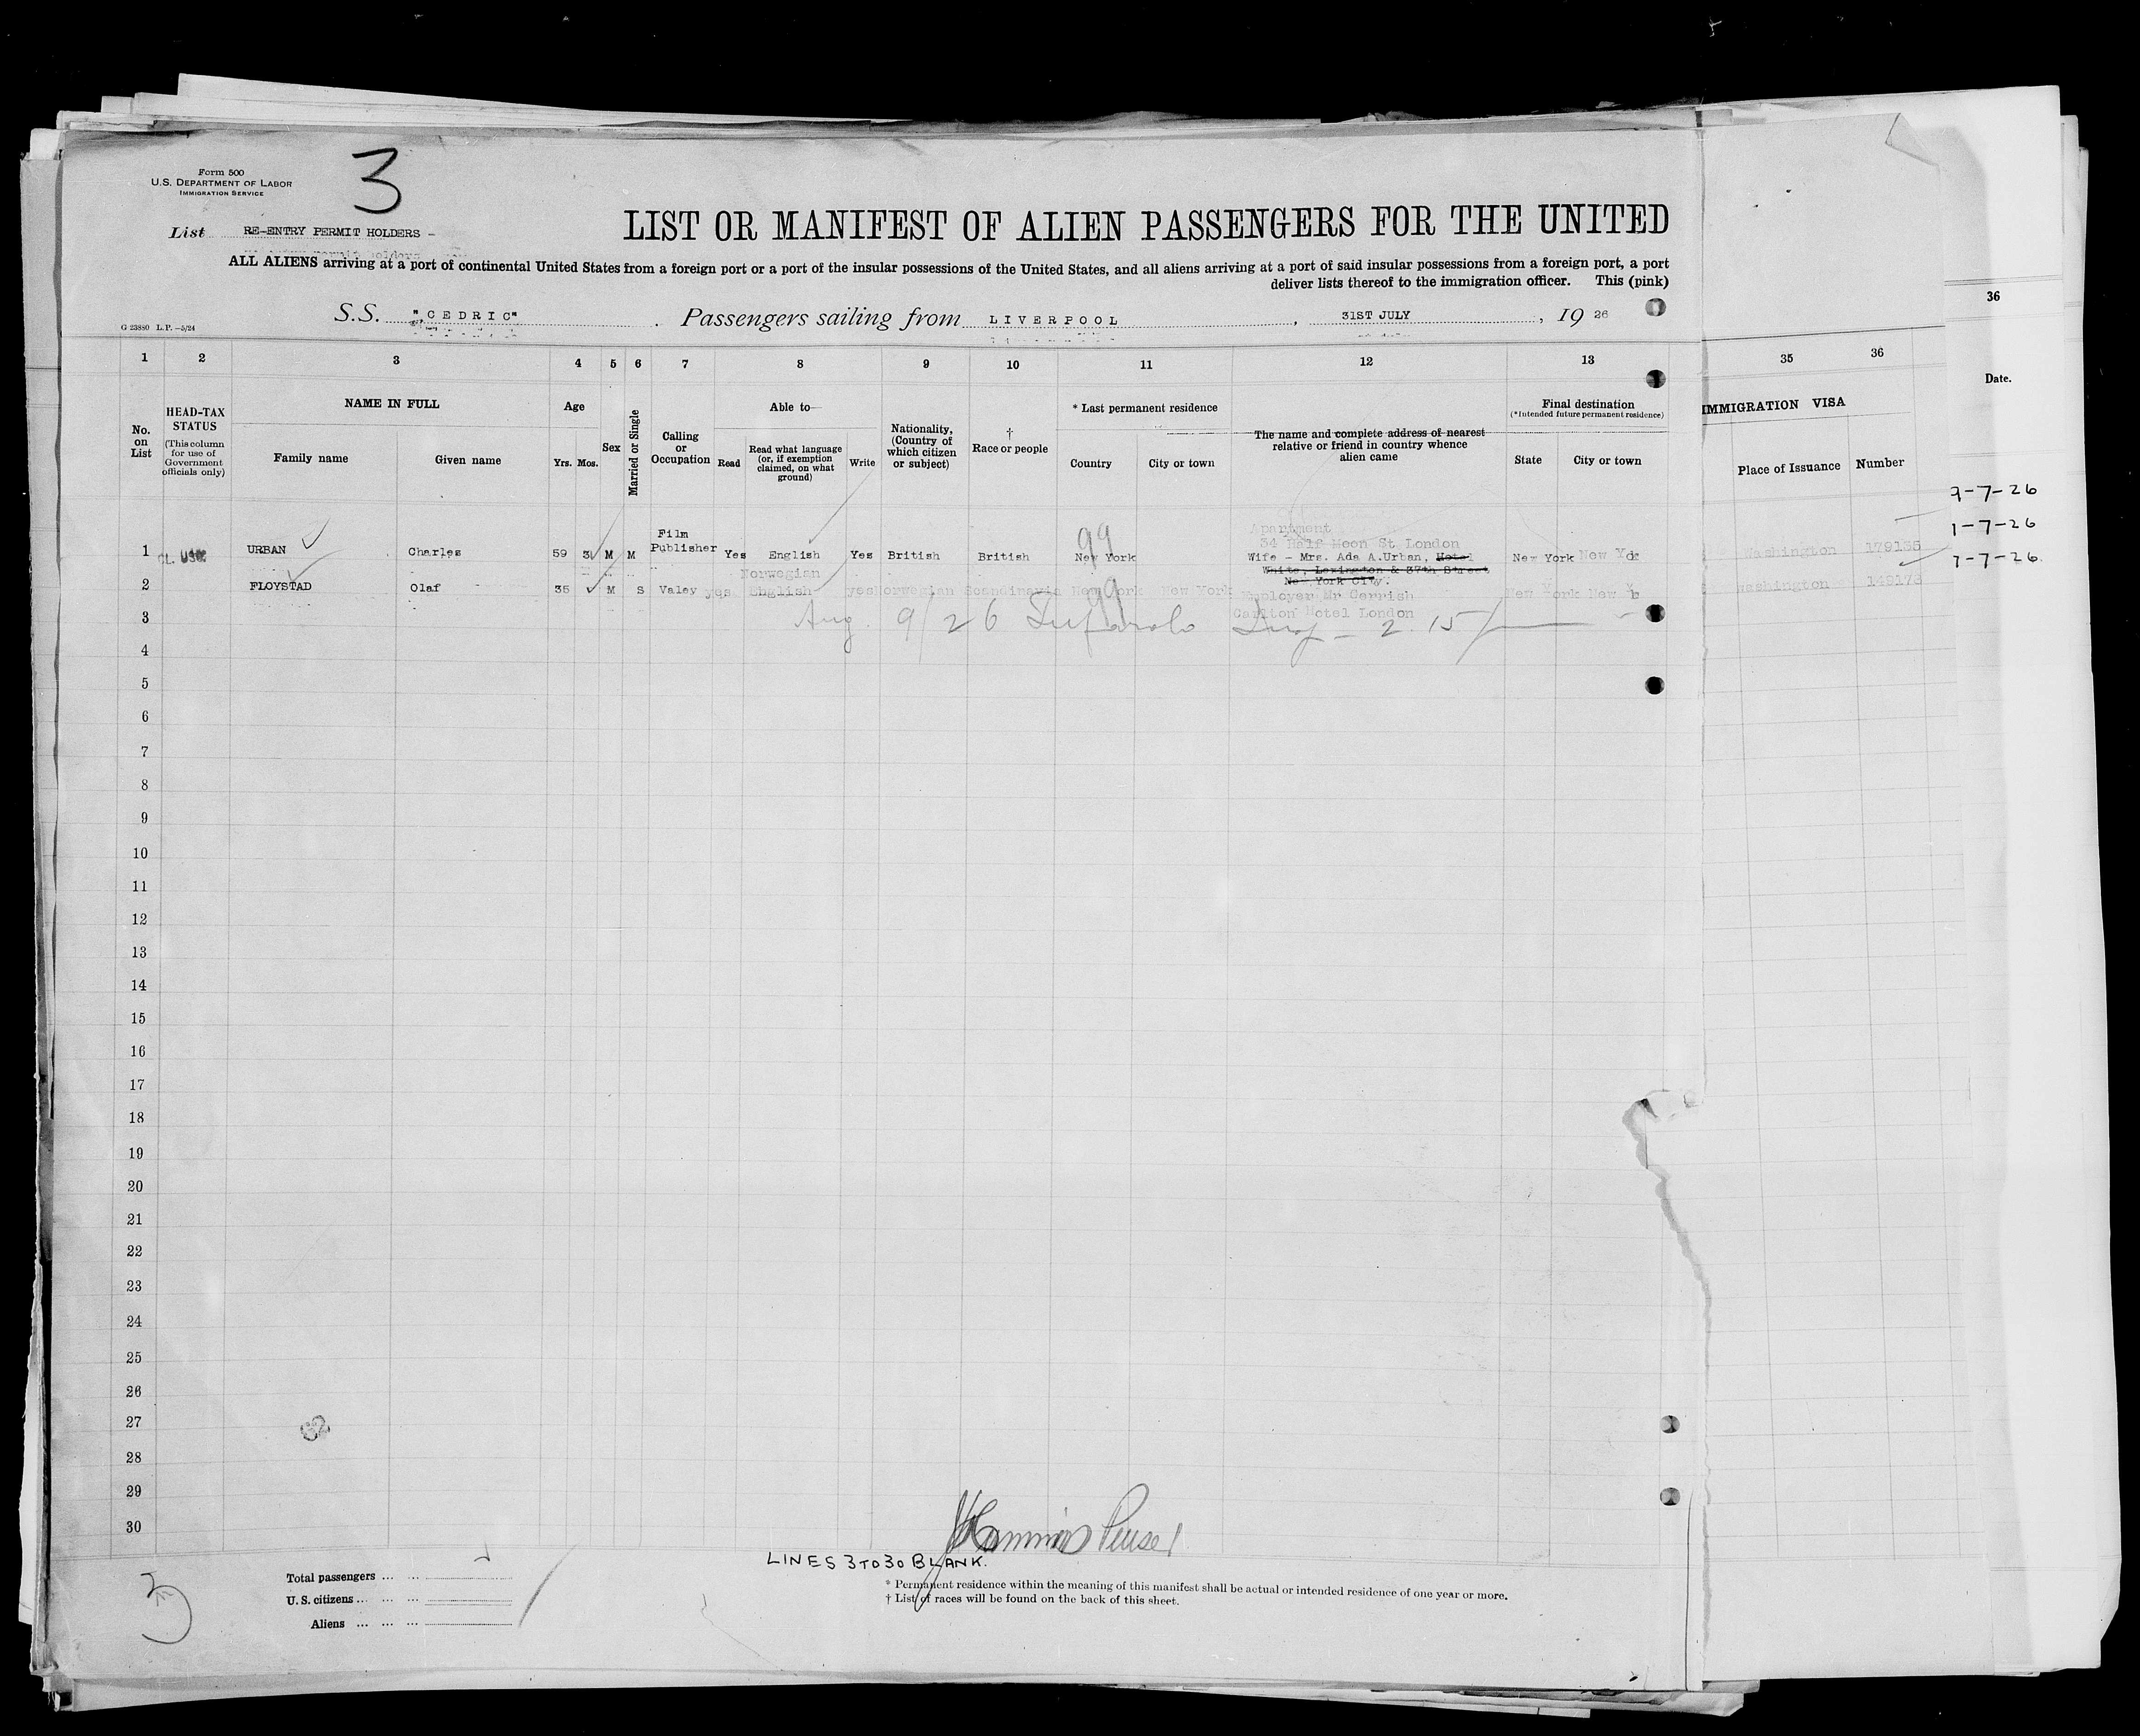 Form 500
U.S. DEPARTMENT OF LABOR
IMMIGRATION SERVICE
3
List RE-ENTRY PERMIT HOLDERS -
LIST OR MANIFEST OF ALIEN PASSENGERS FOR THE UNITED
ALL ALIENS arriving at a port of continental United States from a foreign port or a port of the insular possessions of the United States, and all aliens arriving at a port of said insular possessions from a foreign port, a port
deliver lists thereof to the immigration officer. This (pink)
S.S. "CEDRIC" Passengers sailing from LIVERPOOL, 31ST JULY, 1926
G 23880 L.P.—5/24
1 2 3 4 5 6 7 8 9 10 11 12 13 35 36 36
No. on List
HEAD-TAX STATUS
(This column for use of Government officials only)
NAME IN FULL
Family name Given name
Age
Yrs. Mos.
Sex
Married or Single
Calling or Occupation
Able to—
Read
Read what language (or, if exemption claimed, on what ground)
Write
Nationality, (Country of which citizen or subject)
† Race or people
* Last permanent residence
Country City or town
The name and complete address of nearest relative or friend in country whence alien came
Final destination
(*Intended future permanent residence)
State City or town
IMMIGRATION VISA
Place of Issuance Number
Date.
7-7-26
1-7-26
7-7-26
Apartment
34 Half Moon St London
1 URBAN Charles 59 3 M M Film Publisher Yes English Yes British British New York Wife - Mrs. Ada A.Urban, Hotel New York New York Washington 179135
White, Lexington & 37th Street
New York City.
99
2 FLOYSTAD Olaf 35 M S Valey yes Norwegian English yes Norwegian Scandinavia New York New York Employer Mr Gerrish New York New Washington 149173
Carlton Hotel London
99
3 Aug. 9/26 Insp - 2.15
4
5
6
7
8
9
10
11
12
13
14
15
16
17
18
19
20
21
22
23
24
25
26
27
28
29
30
Purser
LINES 3 TO 30 BLANK.
Total passengers ... ...
U. S. citizens ... ... ...
Aliens ... ... ...
* Permanent residence within the meaning of this manifest shall be actual or intended residence of one year or more.
† List of races will be found on the back of this sheet.